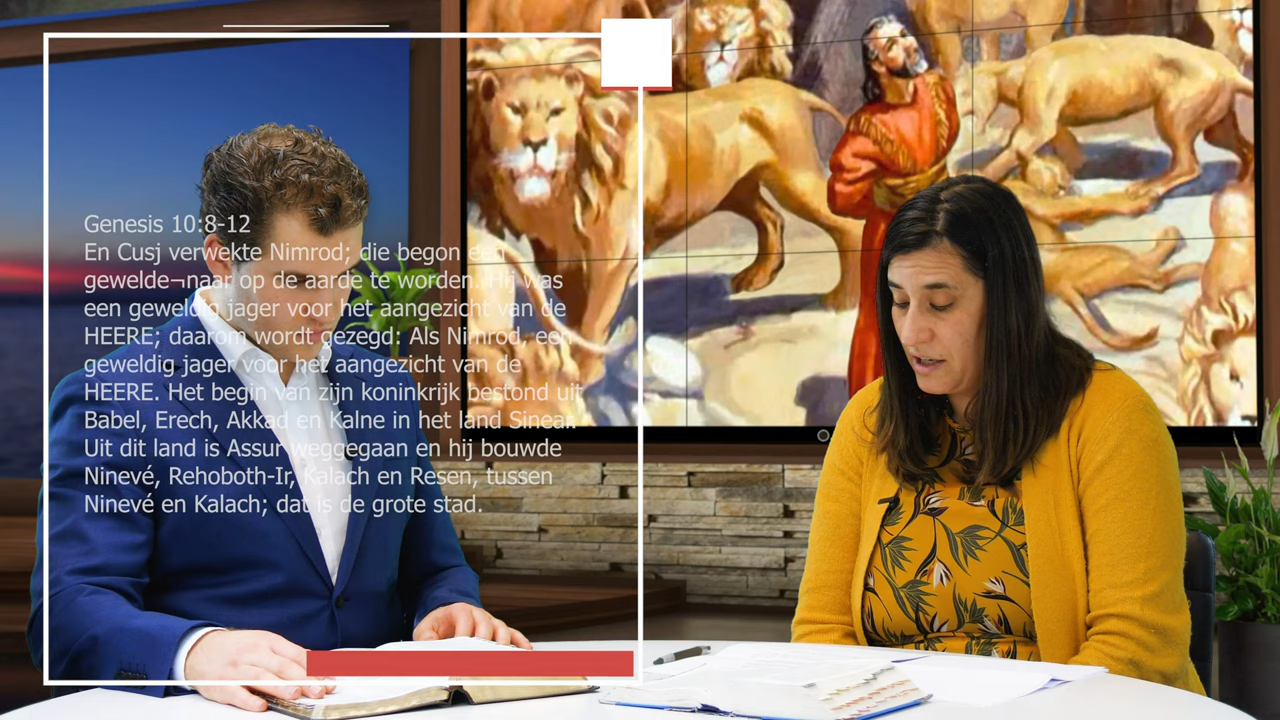 Genesis 10:8-12
En Cusj verwekte Nimrod; die begon een
gewelde¬naar op de aarde te worden. Hij was
een geweldig jager voor het aangezicht van de
HEERE; daarom wordt gezegd: Als Nimrod, een
geweldig jager voor het aangezicht van de
HEERE. Het begin van zijn koninkrijk bestond uit
Babel, Erech, Akkad en Kalne in het land Sinear.
Uit dit land is Assur weggegaan en hij bouwde
Ninevé, Rehoboth-Ir, Kalach en Resen, tussen
Ninevé en Kalach; dat is de grote stad.